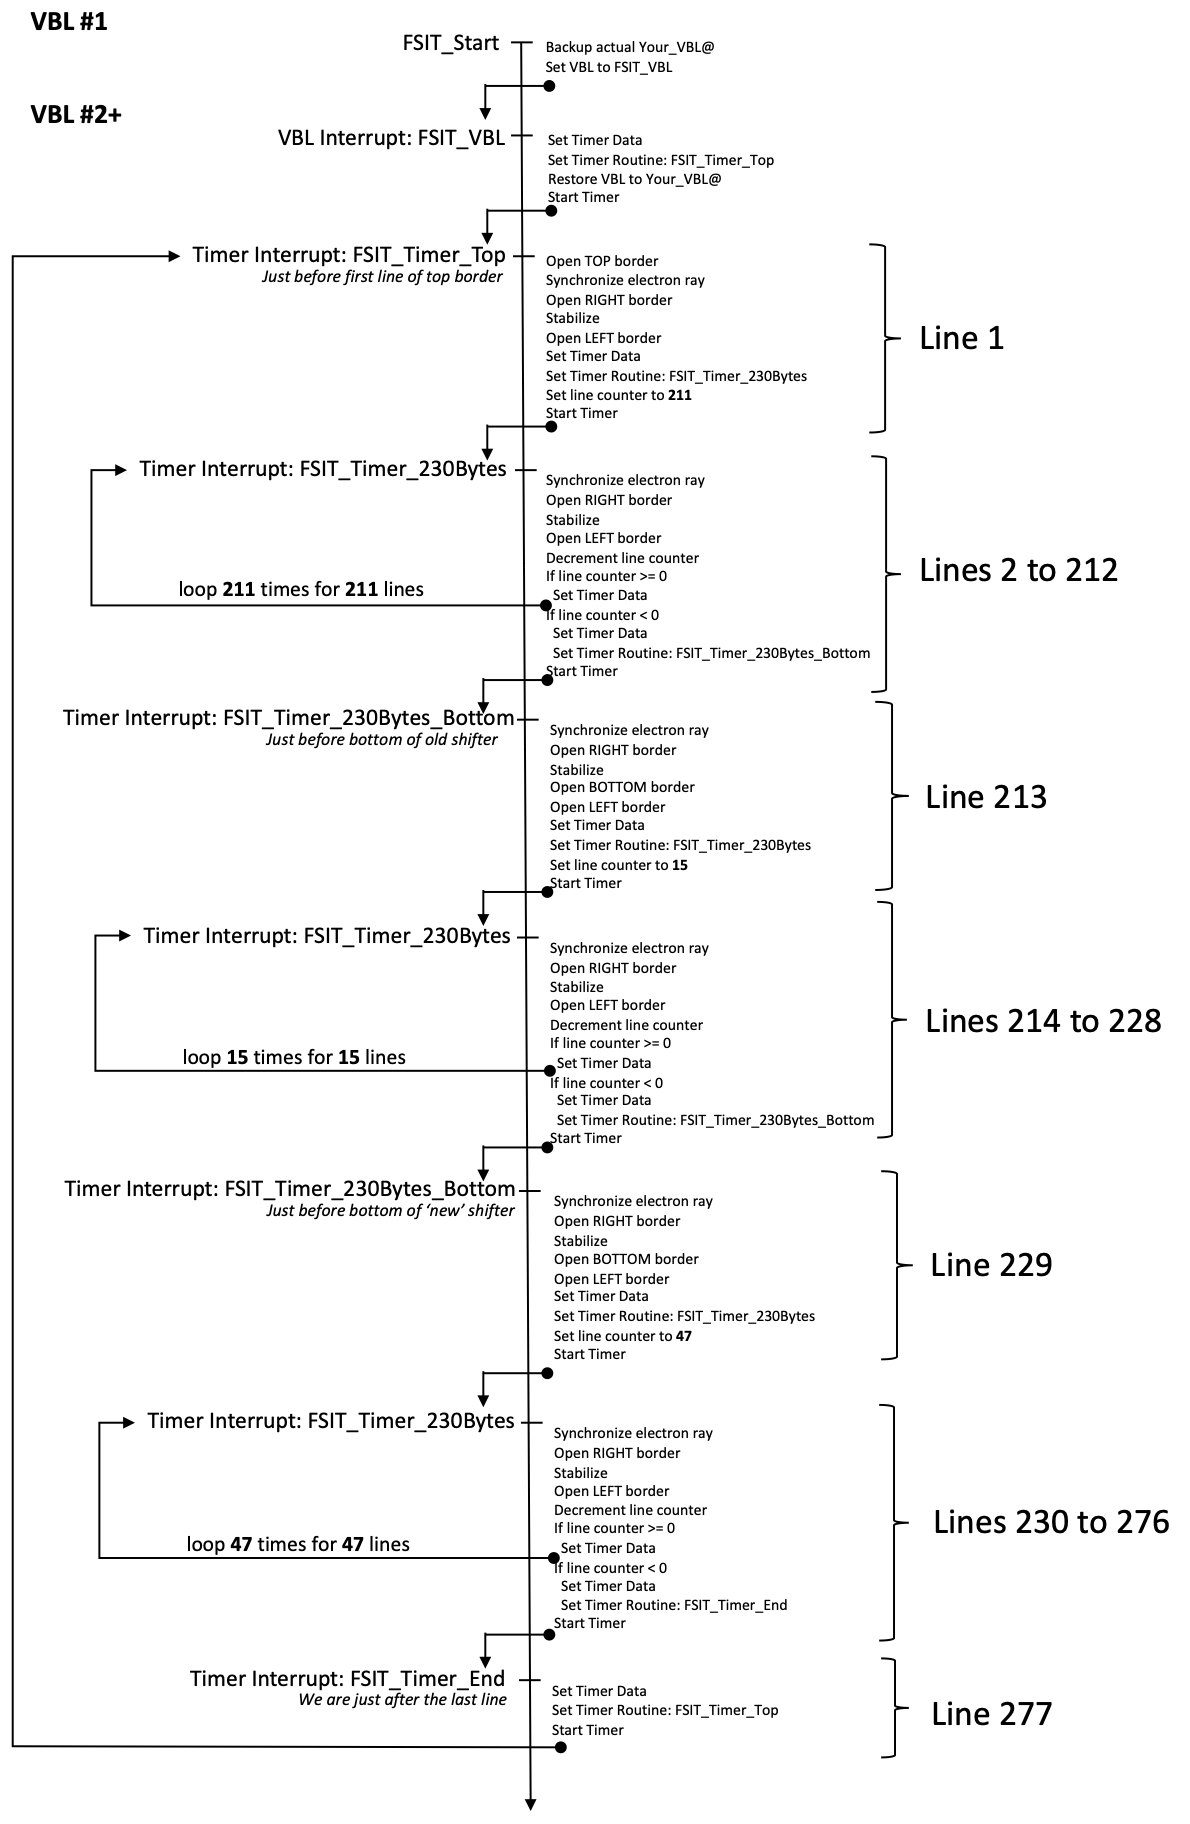 VBL #1
FSIT_Start
Backup actual Your_VBL@
Set VBL to FSIT_VBL
VBL #2+
VBL Interrupt: FSIT_VBL
Set Timer Data
Set Timer Routine: FSIT_Timer_Top
Restore VBL to Your_VBL@
Start Timer
Timer Interrupt: FSIT_Timer_Top
Just before first line of top border
Open TOP border
Synchronize electron ray
Open RIGHT border
Stabilize
Open LEFT border
Set Timer Data
Set Timer Routine: FSIT_Timer_230Bytes
Set line counter to 211
Start Timer
Line 1
Timer Interrupt: FSIT_Timer_230Bytes
Synchronize electron ray
Open RIGHT border
Stabilize
Open LEFT border
Decrement line counter
If line counter >= 0
Set Timer Data
If line counter < 0
Set Timer Data
Set Timer Routine: FSIT_Timer_230Bytes_Bottom
Start Timer
loop 211 times for 211 lines
Lines 2 to 212
Timer Interrupt: FSIT_Timer_230Bytes_Bottom
Just before bottom of old shifter
Synchronize electron ray
Open RIGHT border
Stabilize
Open BOTTOM border
Open LEFT border
Set Timer Data
Set Timer Routine: FSIT_Timer_230Bytes
Set line counter to 15
Start Timer
Line 213
Timer Interrupt: FSIT_Timer_230Bytes
Synchronize electron ray
Open RIGHT border
Stabilize
Open LEFT border
Decrement line counter
If line counter >= 0
Set Timer Data
If line counter < 0
Set Timer Data
Set Timer Routine: FSIT_Timer_230Bytes_Bottom
Start Timer
loop 15 times for 15 lines
Lines 214 to 228
Timer Interrupt: FSIT_Timer_230Bytes_Bottom
Just before bottom of ‘new’ shifter
Synchronize electron ray
Open RIGHT border
Stabilize
Open BOTTOM border
Open LEFT border
Set Timer Data
Set Timer Routine: FSIT_Timer_230Bytes
Set line counter to 47
Start Timer
Line 229
Timer Interrupt: FSIT_Timer_230Bytes
Synchronize electron ray
Open RIGHT border
Stabilize
Open LEFT border
Decrement line counter
If line counter >= 0
Set Timer Data
If line counter < 0
Set Timer Data
Set Timer Routine: FSIT_Timer_End
Start Timer
loop 47 times for 47 lines
Lines 230 to 276
Timer Interrupt: FSIT_Timer_End
We are just after the last line
Set Timer Data
Set Timer Routine: FSIT_Timer_Top
Start Timer
Line 277